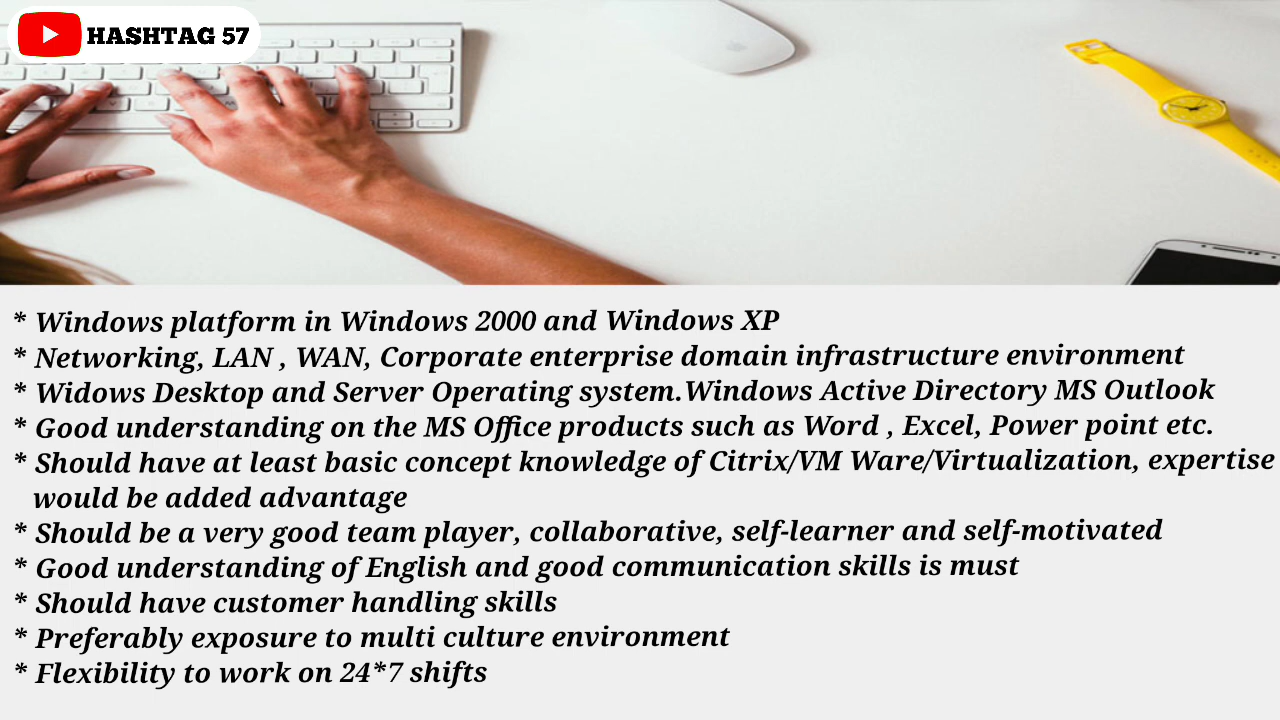 HASHTAG 57
* Windows platform in Windows 2000 and Windows XP
* Networking, LAN , WAN, Corporate enterprise domain infrastructure environment
* Widows Desktop and Server Operating system.Windows Active Directory MS Outlook
* Good understanding on the MS Office products such as Word , Excel, Power point etc.
* Should have at least basic concept knowledge of Citrix/VM Ware/Virtualization, expertise
would be added advantage
* Should be a very good team player, collaborative, self-learner and self-motivated
* Good understanding of English and good communication skills is must
* Should have customer handling skills
* Preferably exposure to multi culture environment
* Flexibility to work on 24*7 shifts